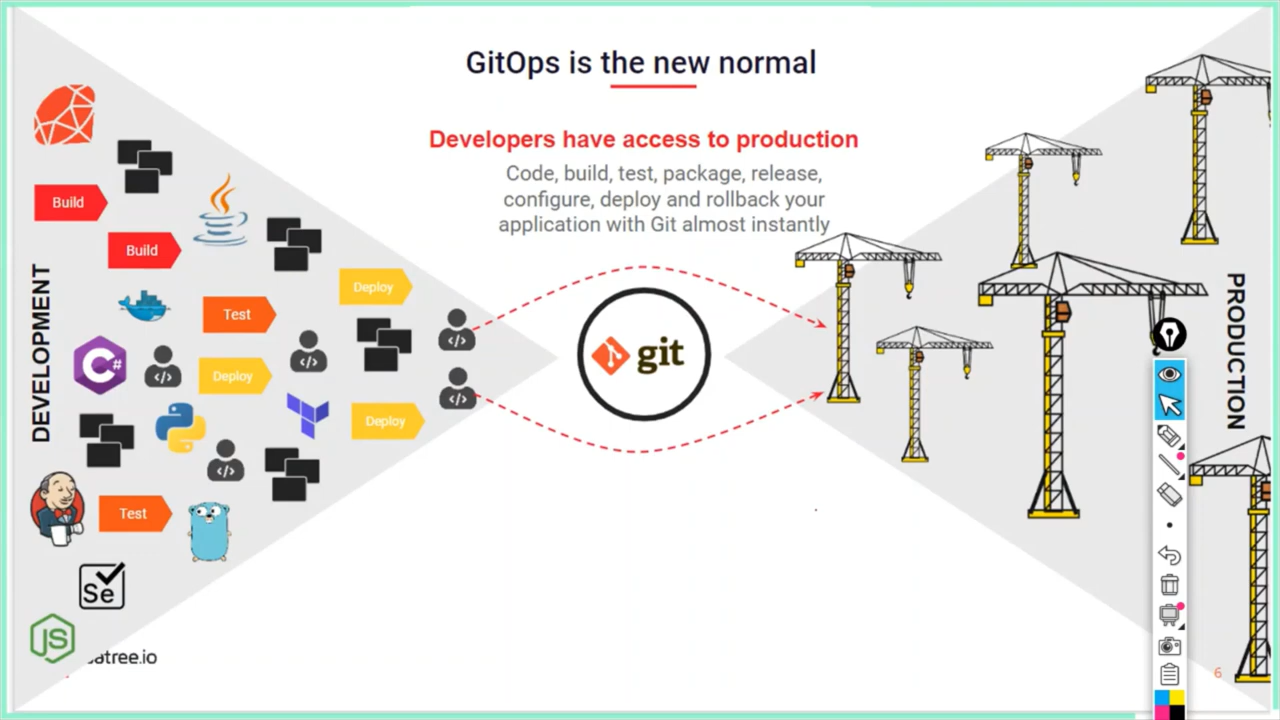 GitOps is the new normal
Developers have access to production
Code, build, test, package, release,
configure, deploy and rollback your
application with Git almost instantly
DEVELOPMENT
Build
Build
Deploy
Test
C#
</>
</>
</>
Deploy
</>
Deploy
</>
Test
Se
JS
atree.io
git
PRODUCTION
6